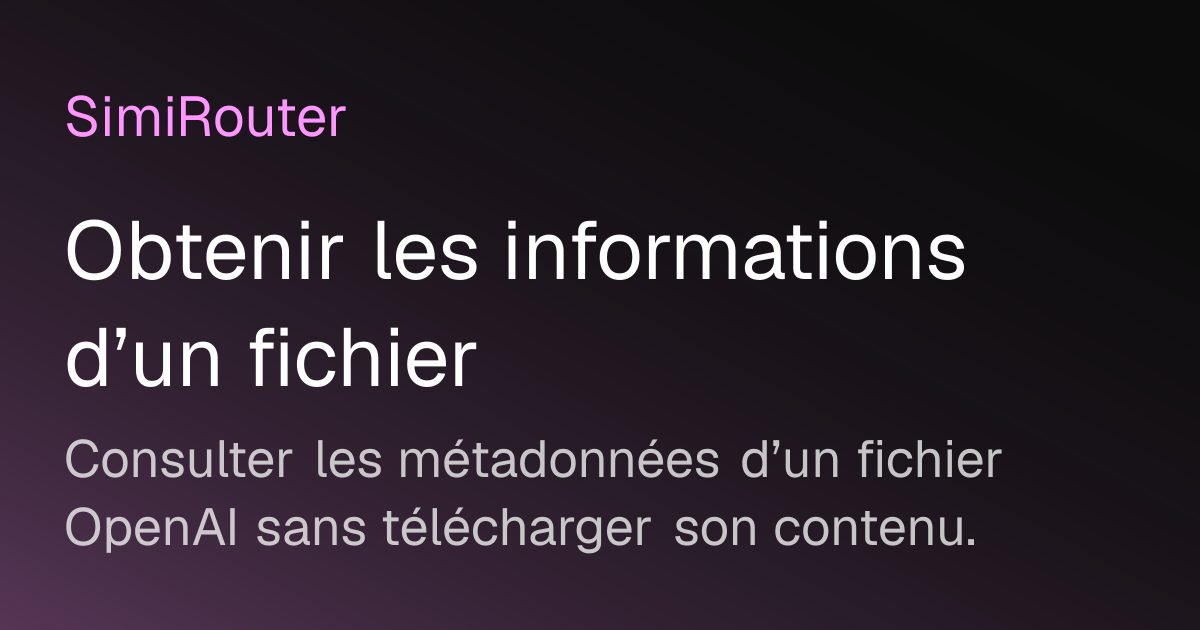 SimiRouter
Obtenir les informations
d’un fichier
Consulter les métadonnées d’un fichier
OpenAI sans télécharger son contenu.